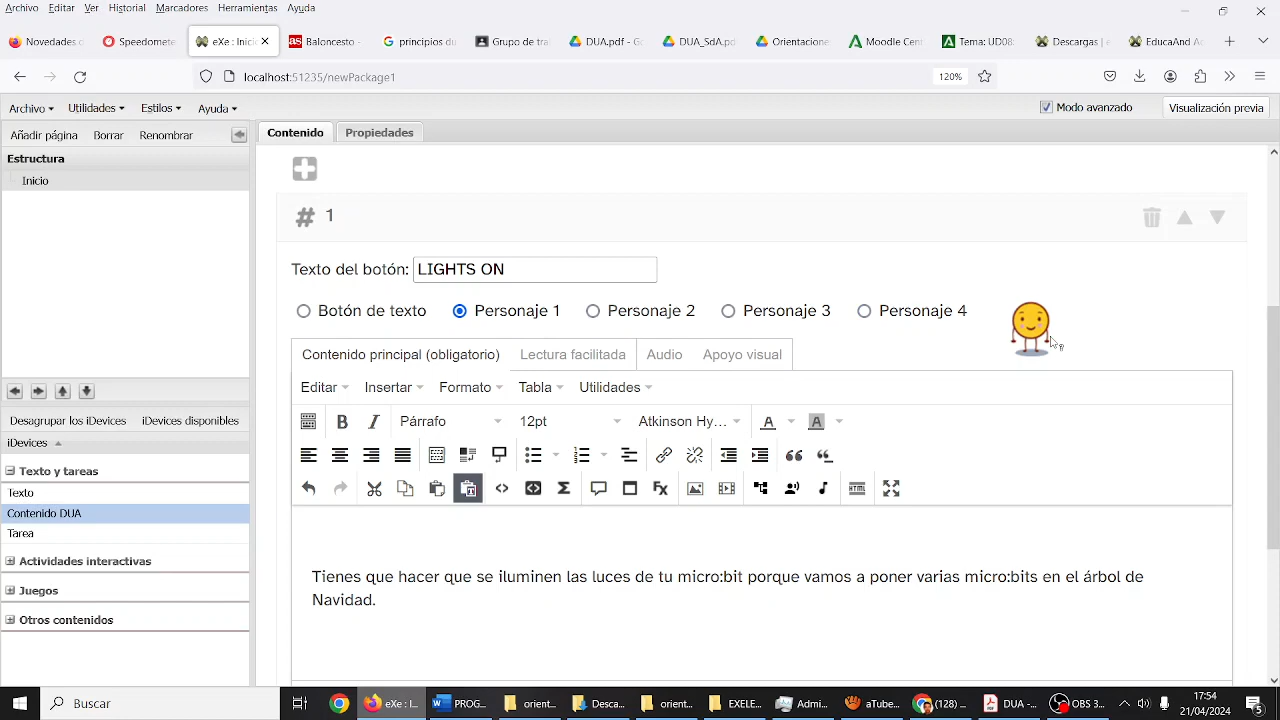 Archivo Editar Ver Historial Marcadores Herramientas Ayuda
Novedades d Speedomete eXe : Inicio as Baloncesto - principios du Grupo de tra DUA.pdf - Go DUA_SdA.pd Orientacione Moodle Cent Descargas | e EducaAnd Ac
localhost:51235/newPackage1 120%
Archivo Utilidades Estilos Ayuda Modo avanzado Visualización previa
Añadir página Borrar Renombrar Contenido Propiedades
Estructura
Inicio
# 1
Texto del botón: LIGHTS ON
Botón de texto Personaje 1 Personaje 2 Personaje 3 Personaje 4
Contenido principal (obligatorio) Lectura facilitada Audio Apoyo visual
Editar Insertar Formato Tabla Utilidades
B I Párrafo 12pt Atkinson Hy... A A
Desagrupar los iDevices iDevices disponibles
iDevices
Texto y tareas
Texto
Contenido DUA
Tarea
Actividades interactivas
Juegos
Otros contenidos
Tienes que hacer que se iluminen las luces de tu micro:bit porque vamos a poner varias micro:bits en el árbol de
Navidad.
Buscar eXe : I... PROG... orient... Desca... orient... EXELE... Admi... aTube... (128) ... DUA - ... OBS 3... 17:54
21/04/2024